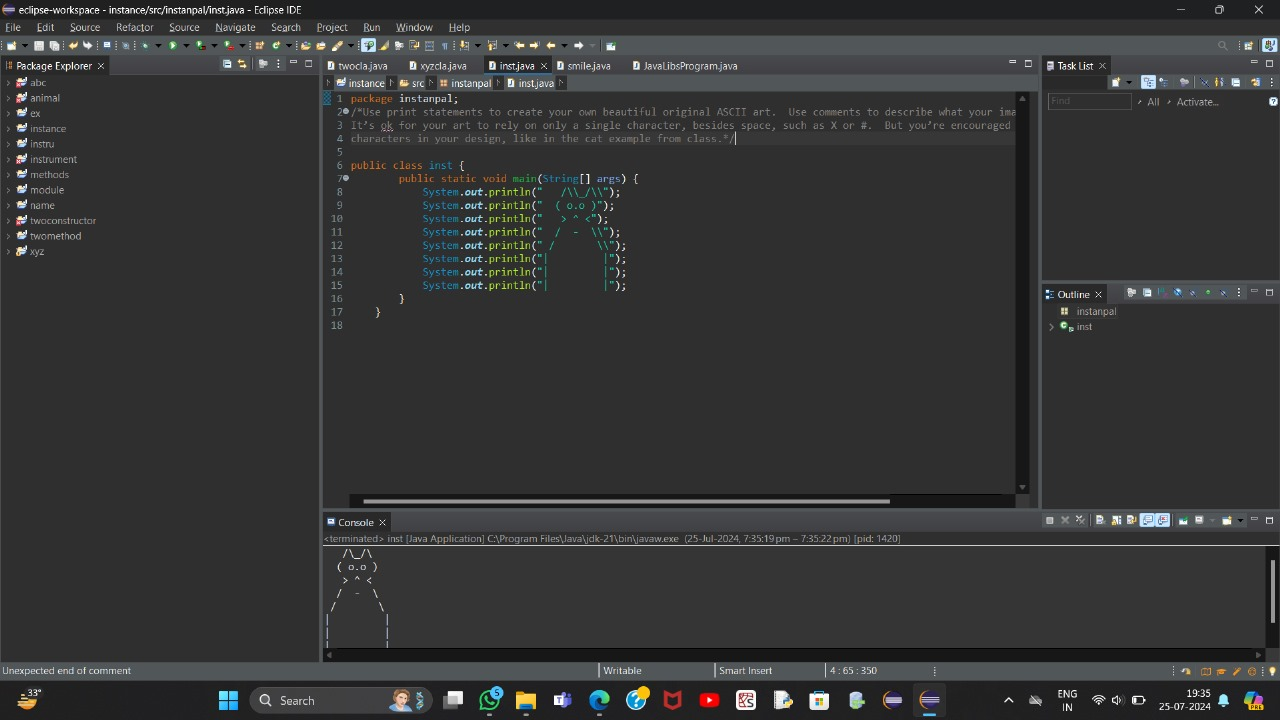 eclipse-workspace - instance/src/instanpal/inst.java - Eclipse IDE
File Edit Source Refactor Source Navigate Search Project Run Window Help
Package Explorer
abc
animal
ex
instance
instru
instrument
methods
module
name
twoconstructor
twomethod
xyz
twocla.java xyzcla.java inst.java smile.java JavaLibsProgram.java
instance src instanpal inst.java
1 package instanpal;
2 /*Use print statements to create your own beautiful original ASCII art.  Use comments to describe what your ima
3 It's ok for your art to rely on only a single character, besides space, such as X or #.  But you're encouraged
4 characters in your design, like in the cat example from class.*/
5
6 public class inst {
7         public static void main(String[] args) {
8             System.out.println("   /\\_/\\");
9             System.out.println("  ( o.o )");
10             System.out.println("   > ^ <");
11             System.out.println("  /  -  \\");
12             System.out.println(" /       \\");
13             System.out.println("|         |");
14             System.out.println("|         |");
15             System.out.println("|         |");
16         }
17     }
18
Task List
Find All Activate...
Outline
instanpal
inst
Console
<terminated> inst [Java Application] C:\Program Files\Java\jdk-21\bin\javaw.exe (25-Jul-2024, 7:35:19 pm – 7:35:22 pm) [pid: 1420]
   /\_/\
  ( o.o )
   > ^ <
  /  -  \
 /       \
|         |
|         |
|         |
Unexpected end of comment Writable Smart Insert 4 : 65 : 350
33° Search 5 ENG IN 19:35 25-07-2024 PRE